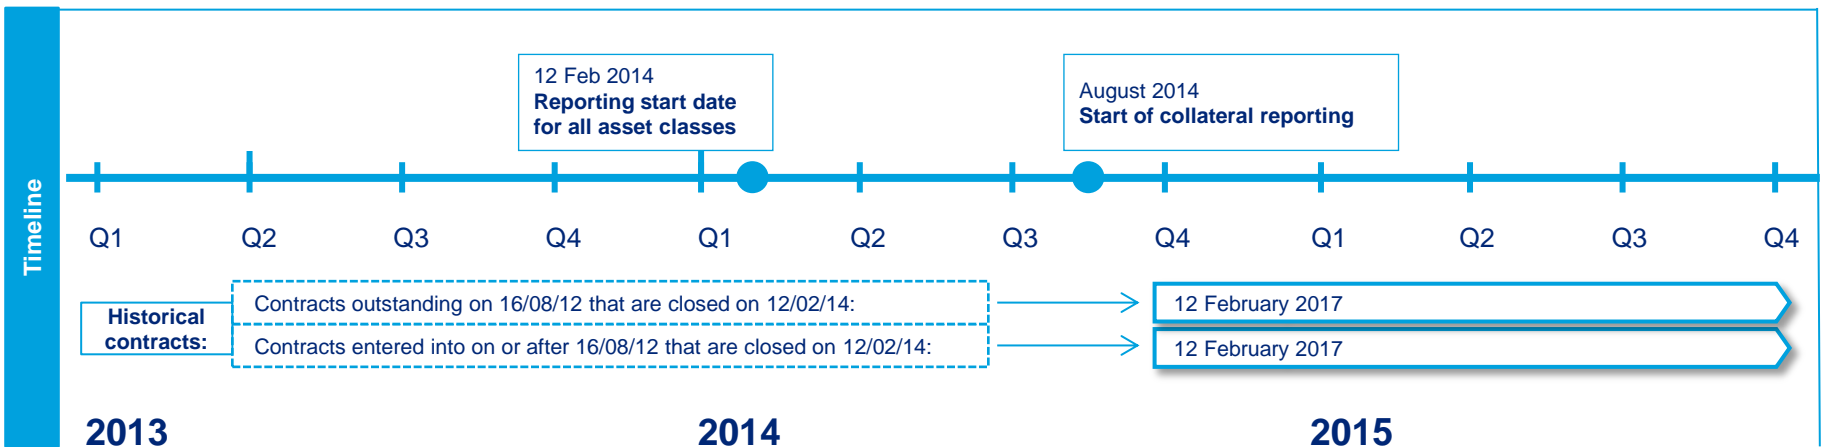 Timeline
12 Feb 2014
Reporting start date
for all asset classes
August 2014
Start of collateral reporting
Q1 Q2 Q3 Q4 Q1 Q2 Q3 Q4 Q1 Q2 Q3 Q4
Historical
contracts:
Contracts outstanding on 16/08/12 that are closed on 12/02/14:
12 February 2017
Contracts entered into on or after 16/08/12 that are closed on 12/02/14:
12 February 2017
2013 2014 2015